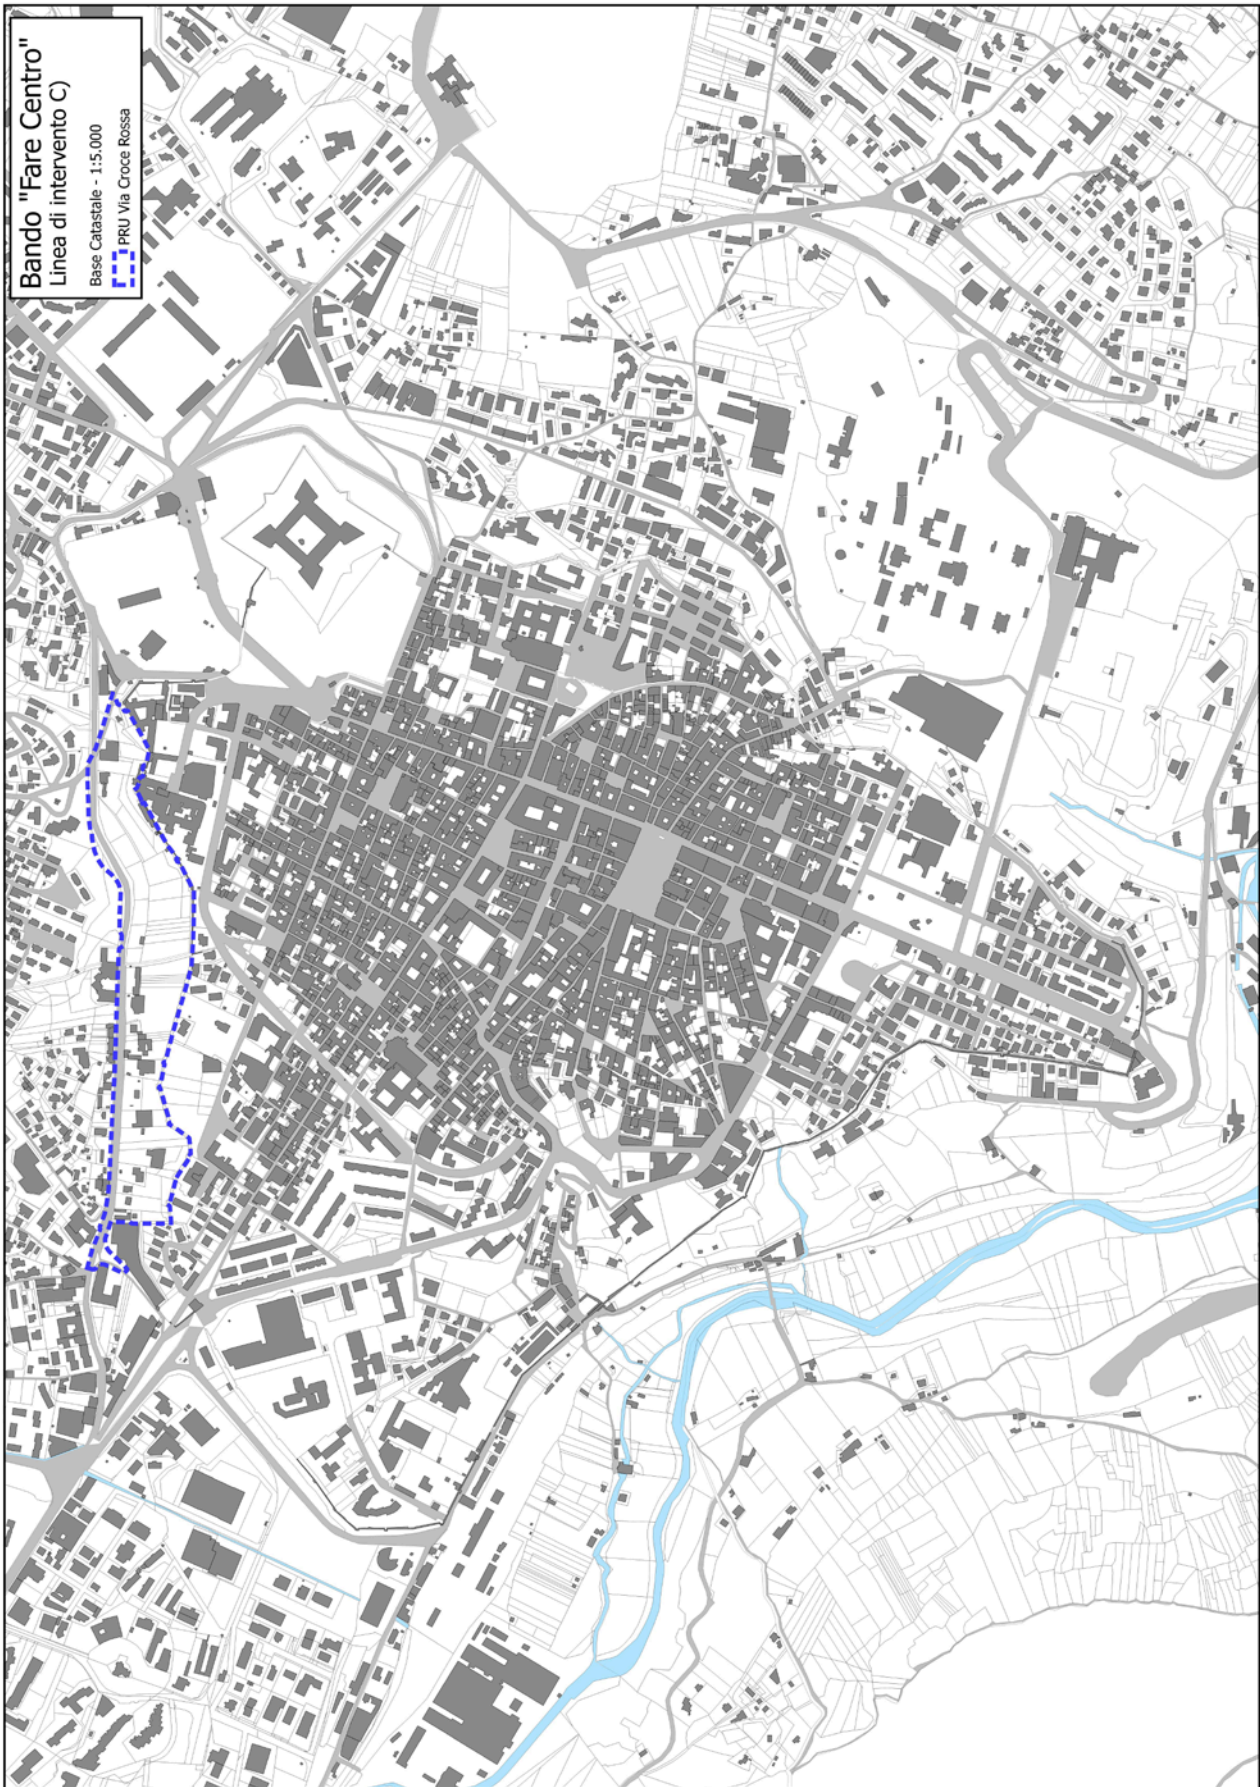 Bando "Fare Centro"
Linea di intervento C)
Base Catastale - 1:5.000
PRU Via Croce Rossa